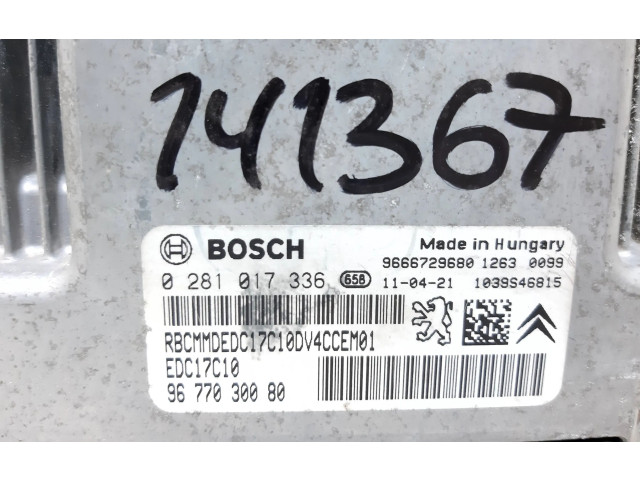 141367
BOSCH
Made in Hungary
9666729680 1263 0099
0 281 017 336 658 11-04-21 1039S46815
RBCMMDEDC17C10DV4CCEM01
EDC17C10
96 770 300 80